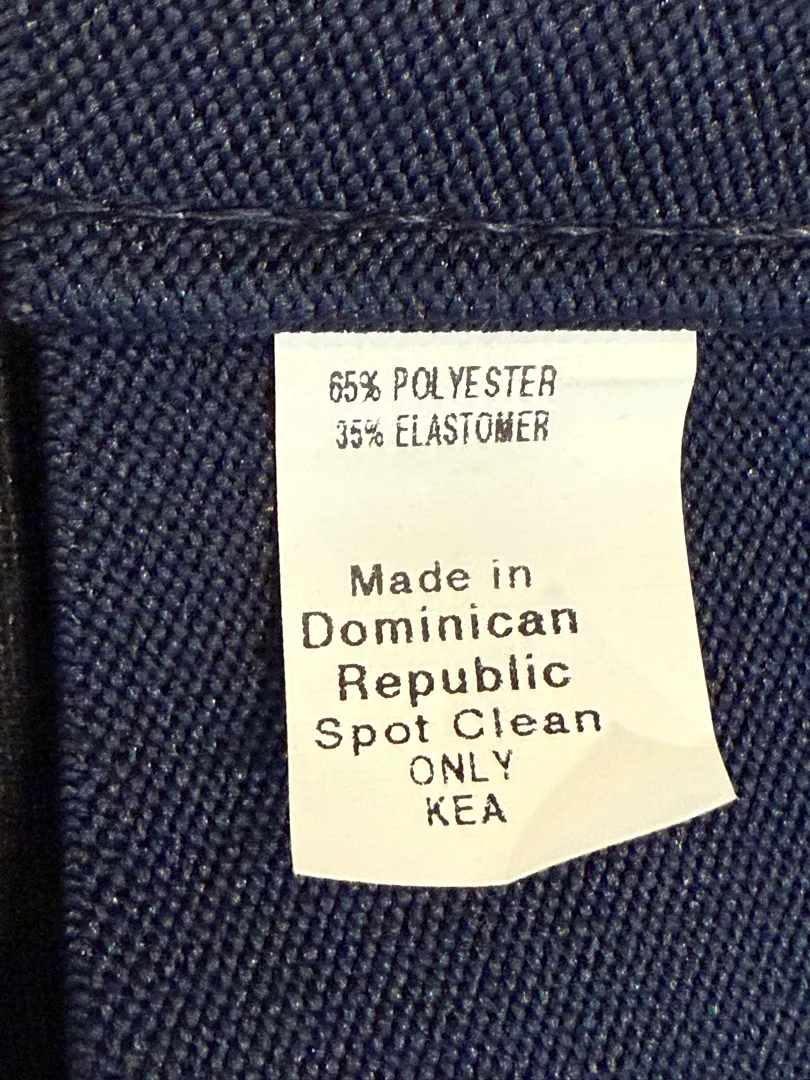 65% POLYESTER
35% ELASTOMER
Made in
Dominican
Republic
Spot Clean
ONLY
KEA